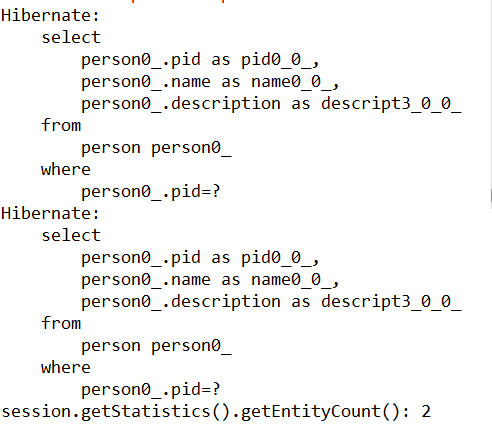 Hibernate:
    select
        person0_.pid as pid0_0_,
        person0_.name as name0_0_,
        person0_.description as descript3_0_0_
    from
        person person0_
    where
        person0_.pid=?
Hibernate:
    select
        person0_.pid as pid0_0_,
        person0_.name as name0_0_,
        person0_.description as descript3_0_0_
    from
        person person0_
    where
        person0_.pid=?
session.getStatistics().getEntityCount(): 2